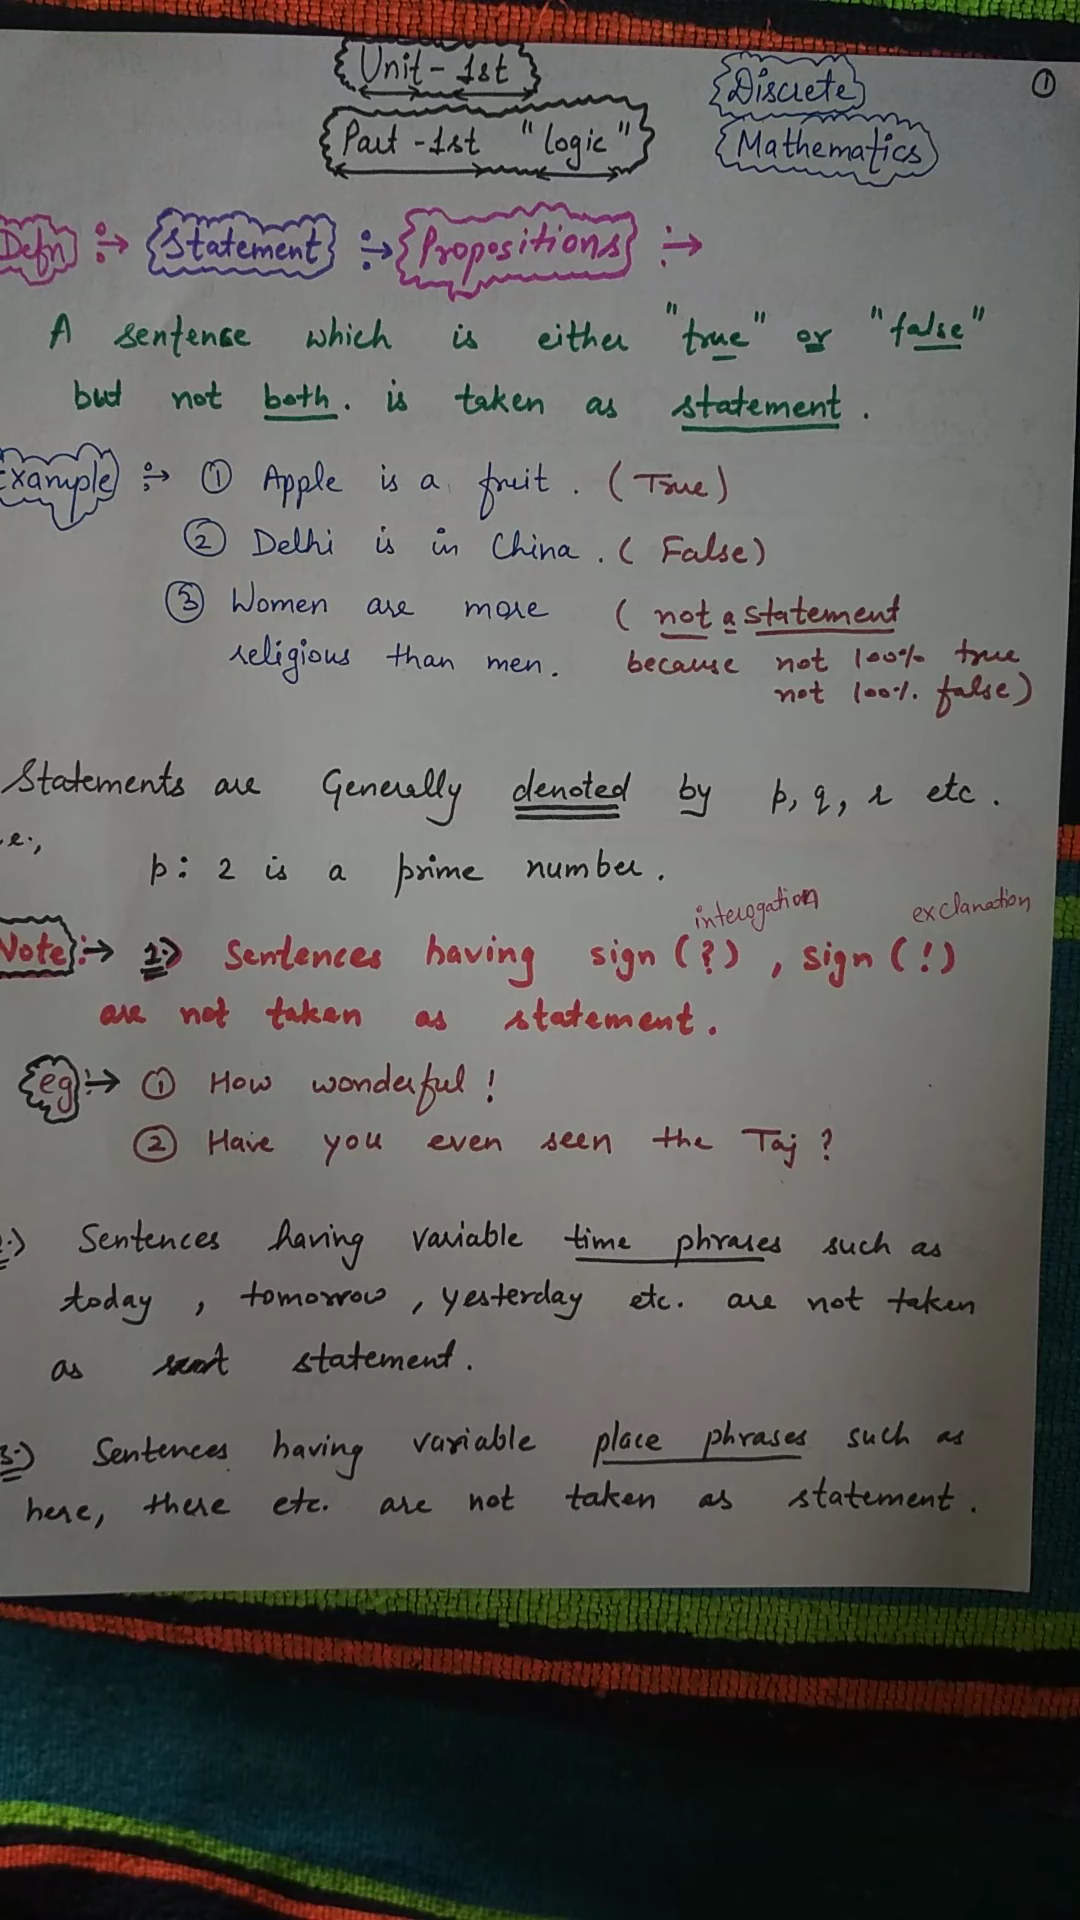 Unit-1st
Discrete
①
Part-1st "logic"
Mathematics
Defn Statement Propositions
A sentense which is either "true" or "false"
but not both. is taken as statement.
Example ① Apple is a fruit. (True)
② Delhi is in China. (False)
③ Women are more (not a statement
religious than men. because not 100% true
not 100% false)
Statements are Generally denoted by p, q, r etc.
e.,
p: 2 is a prime number.
interogation exclanation
Note:→ 1.) Sentences having sign (?), sign (!)
are not taken as statement.
eg:→ ① How wonderful!
② Have you even seen the Taj?
Sentences having variable time phrases such as
today, tomorrow, yesterday etc. are not taken
as statement.
3.) Sentences having variable place phrases such as
here, there etc. are not taken as statement.